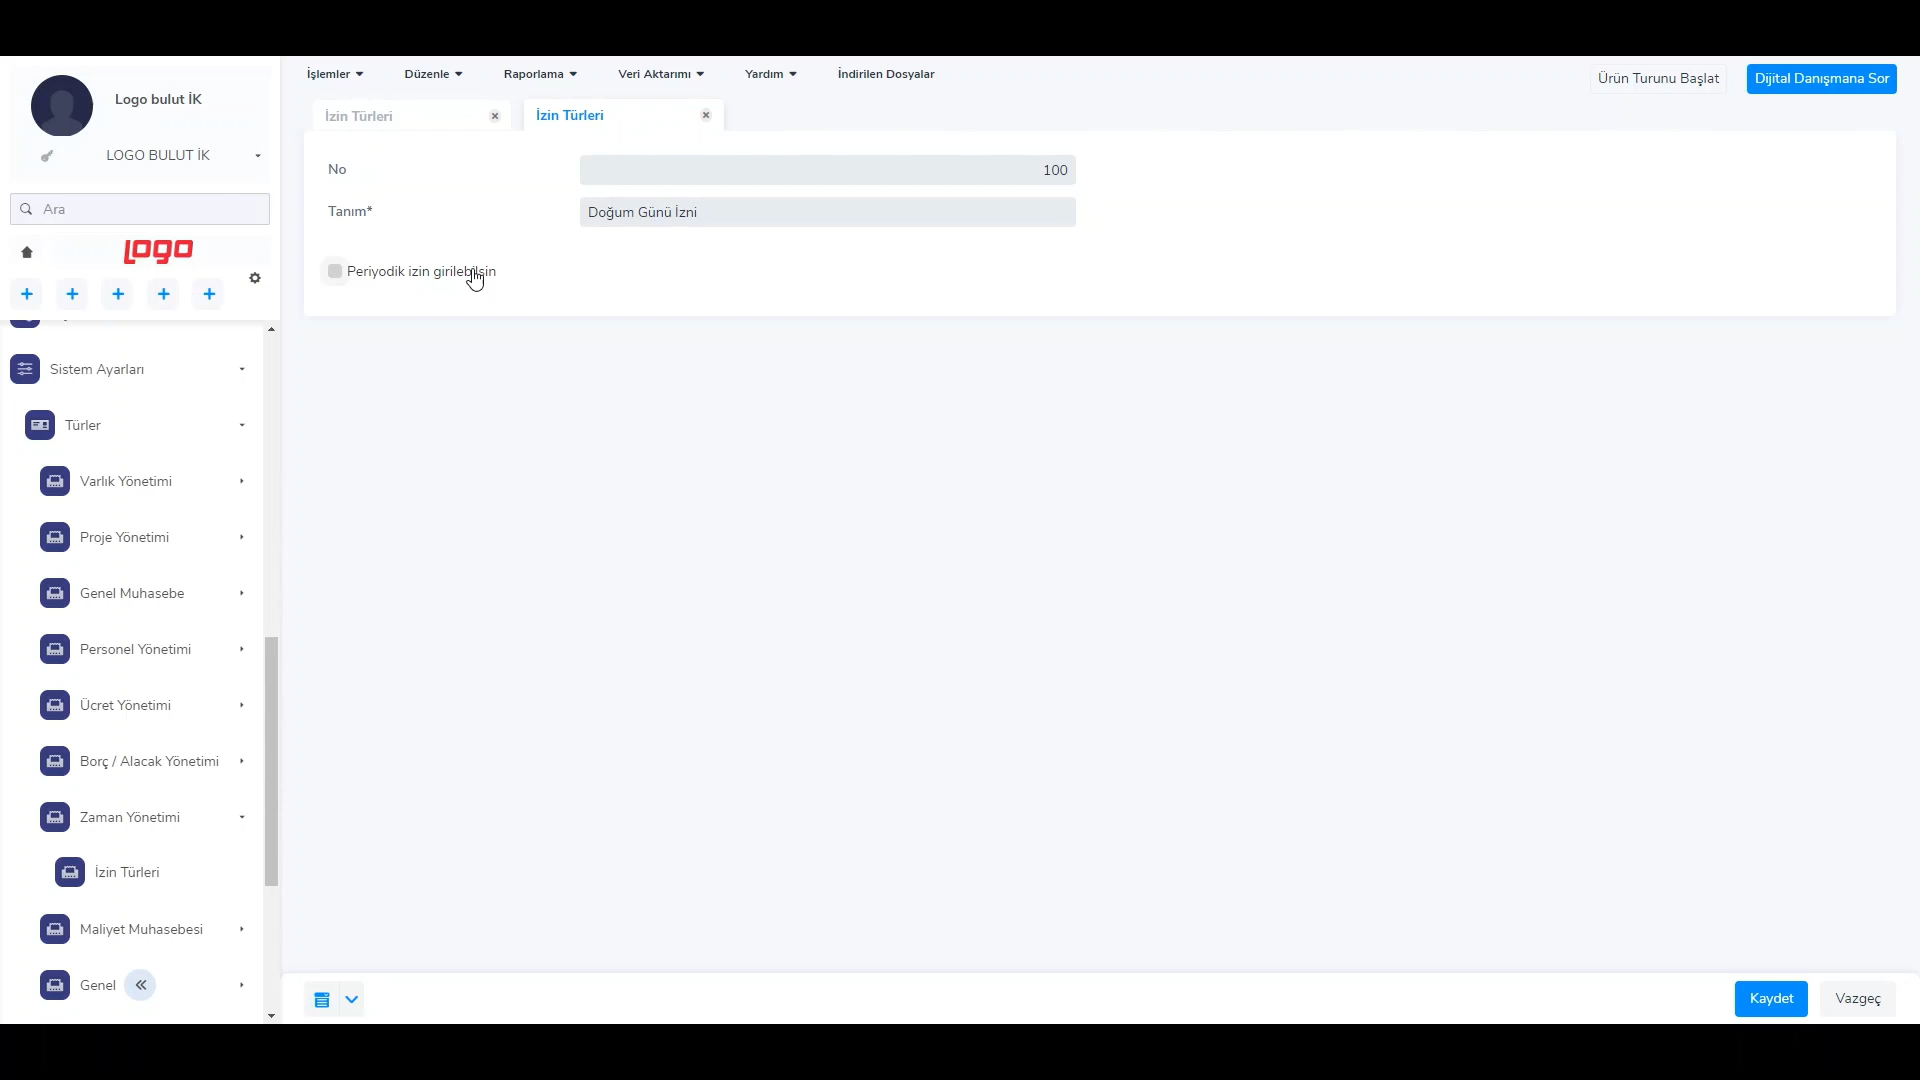 Logo bulut İK
LOGO BULUT İK
Ara
LOGO
Sistem Ayarları
Türler
Varlık Yönetimi
Proje Yönetimi
Genel Muhasebe
Personel Yönetimi
Ücret Yönetimi
Borç / Alacak Yönetimi
Zaman Yönetimi
İzin Türleri
Maliyet Muhasebesi
Genel
İşlemler Düzenle Raporlama Veri Aktarımı Yardım İndirilen Dosyalar
Ürün Turunu Başlat Dijital Danışmana Sor
İzin Türleri İzin Türleri
No 100
Tanım* Doğum Günü İzni
Periyodik izin girilebilsin
Kaydet Vazgeç